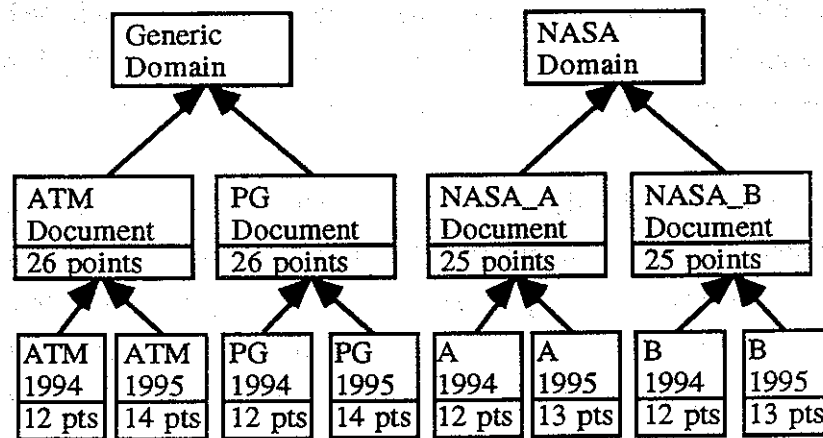 Generic
Domain
NASA
Domain
ATM
Document
26 points
PG
Document
26 points
NASA_A
Document
25 points
NASA_B
Document
25 points
ATM
1994
12 pts
ATM
1995
14 pts
PG
1994
12 pts
PG
1995
14 pts
A
1994
12 pts
A
1995
13 pts
B
1994
12 pts
B
1995
13 pts